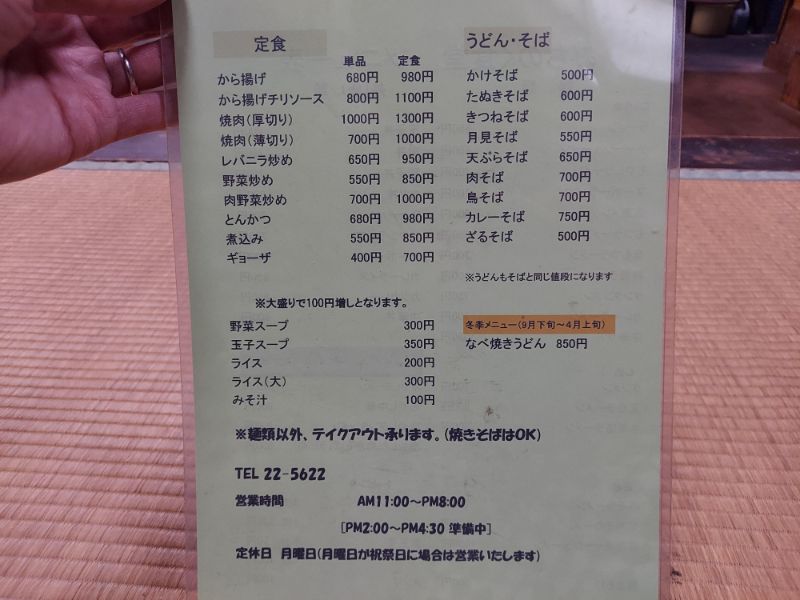 定食
単品 定食
から揚げ 680円 980円
から揚げチリソース 800円 1100円
焼肉(厚切り) 1000円 1300円
焼肉(薄切り) 700円 1000円
レバニラ炒め 650円 950円
野菜炒め 550円 850円
肉野菜炒め 700円 1000円
とんかつ 680円 980円
煮込み 550円 850円
ギョーザ 400円 700円
※大盛りで100円増しとなります。
野菜スープ 300円
玉子スープ 350円
ライス 200円
ライス(大) 300円
みそ汁 100円
うどん・そば
かけそば 500円
たぬきそば 600円
きつねそば 600円
月見そば 550円
天ぷらそば 650円
肉そば 700円
鳥そば 700円
カレーそば 750円
ざるそば 500円
※うどんもそばと同じ値段になります
冬季メニュー(9月下旬～4月上旬)
なべ焼きうどん 850円
※麺類以外、テイクアウト承ります。(焼きそばはOK)
TEL 22-5622
営業時間 AM11:00～PM8:00
[PM2:00～PM4:30 準備中]
定休日 月曜日(月曜日が祝祭日に場合は営業いたします)